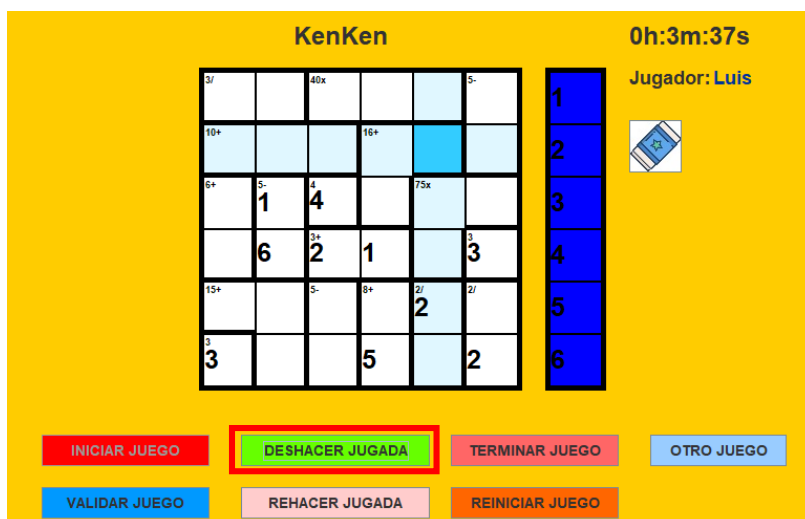 KenKen
0h:3m:37s
Jugador: Luis
3/ 40x 5-
1
10+ 16+
2
6+ 5- 1 4 4 75x
3
6 3+ 2 1 3 3
4
15+ 5- 8+ 2/ 2 2/
5
3 3 5 2
6
INICIAR JUEGO
DESHACER JUGADA
TERMINAR JUEGO
OTRO JUEGO
VALIDAR JUEGO
REHACER JUGADA
REINICIAR JUEGO